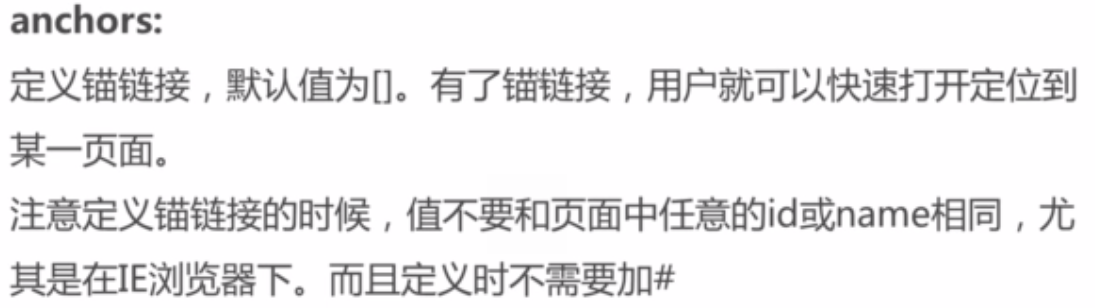 anchors:
定义锚链接，默认值为[]。有了锚链接，用户就可以快速打开定位到
某一页面。
注意定义锚链接的时候，值不要和页面中任意的id或name相同，尤
其是在IE浏览器下。而且定义时不需要加#